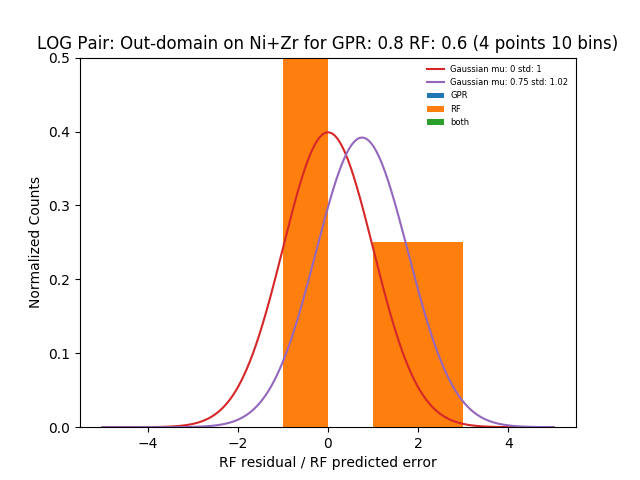 LOG Pair: Out-domain on Ni+Zr for GPR: 0.8 RF: 0.6 (4 points 10 bins)
Gaussian mu: 0 std: 1
Gaussian mu: 0.75 std: 1.02
GPR
RF
both
Normalized Counts
0.5
0.4
0.3
0.2
0.1
0.0
−4 −2 0 2 4
RF residual / RF predicted error